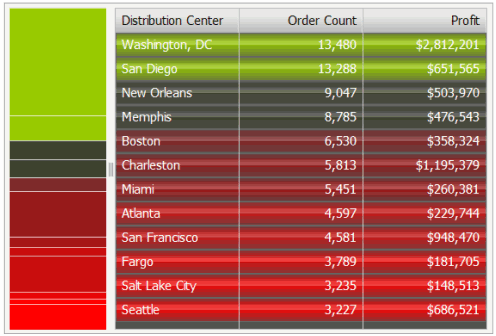 Distribution Center Order Count Profit
Washington, DC 13,480 $2,812,201
San Diego 13,288 $651,565
New Orleans 9,047 $503,970
Memphis 8,785 $476,543
Boston 6,530 $358,324
Charleston 5,813 $1,195,379
Miami 5,451 $260,381
Atlanta 4,597 $229,744
San Francisco 4,581 $948,470
Fargo 3,789 $181,705
Salt Lake City 3,235 $148,513
Seattle 3,227 $686,521